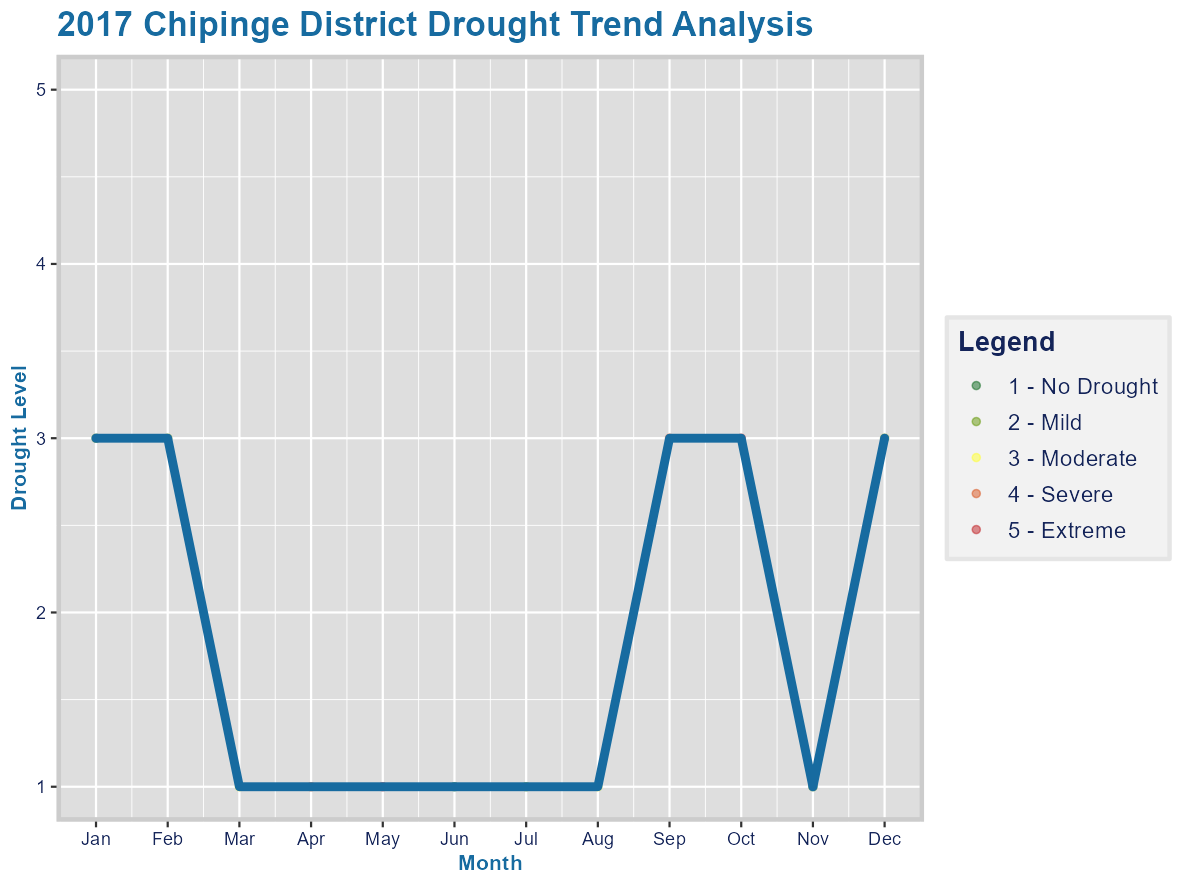 2017 Chipinge District Drought Trend Analysis
5
4
3
2
1
Drought Level
Jan Feb Mar Apr May Jun Jul Aug Sep Oct Nov Dec
Month
Legend
1 - No Drought
2 - Mild
3 - Moderate
4 - Severe
5 - Extreme